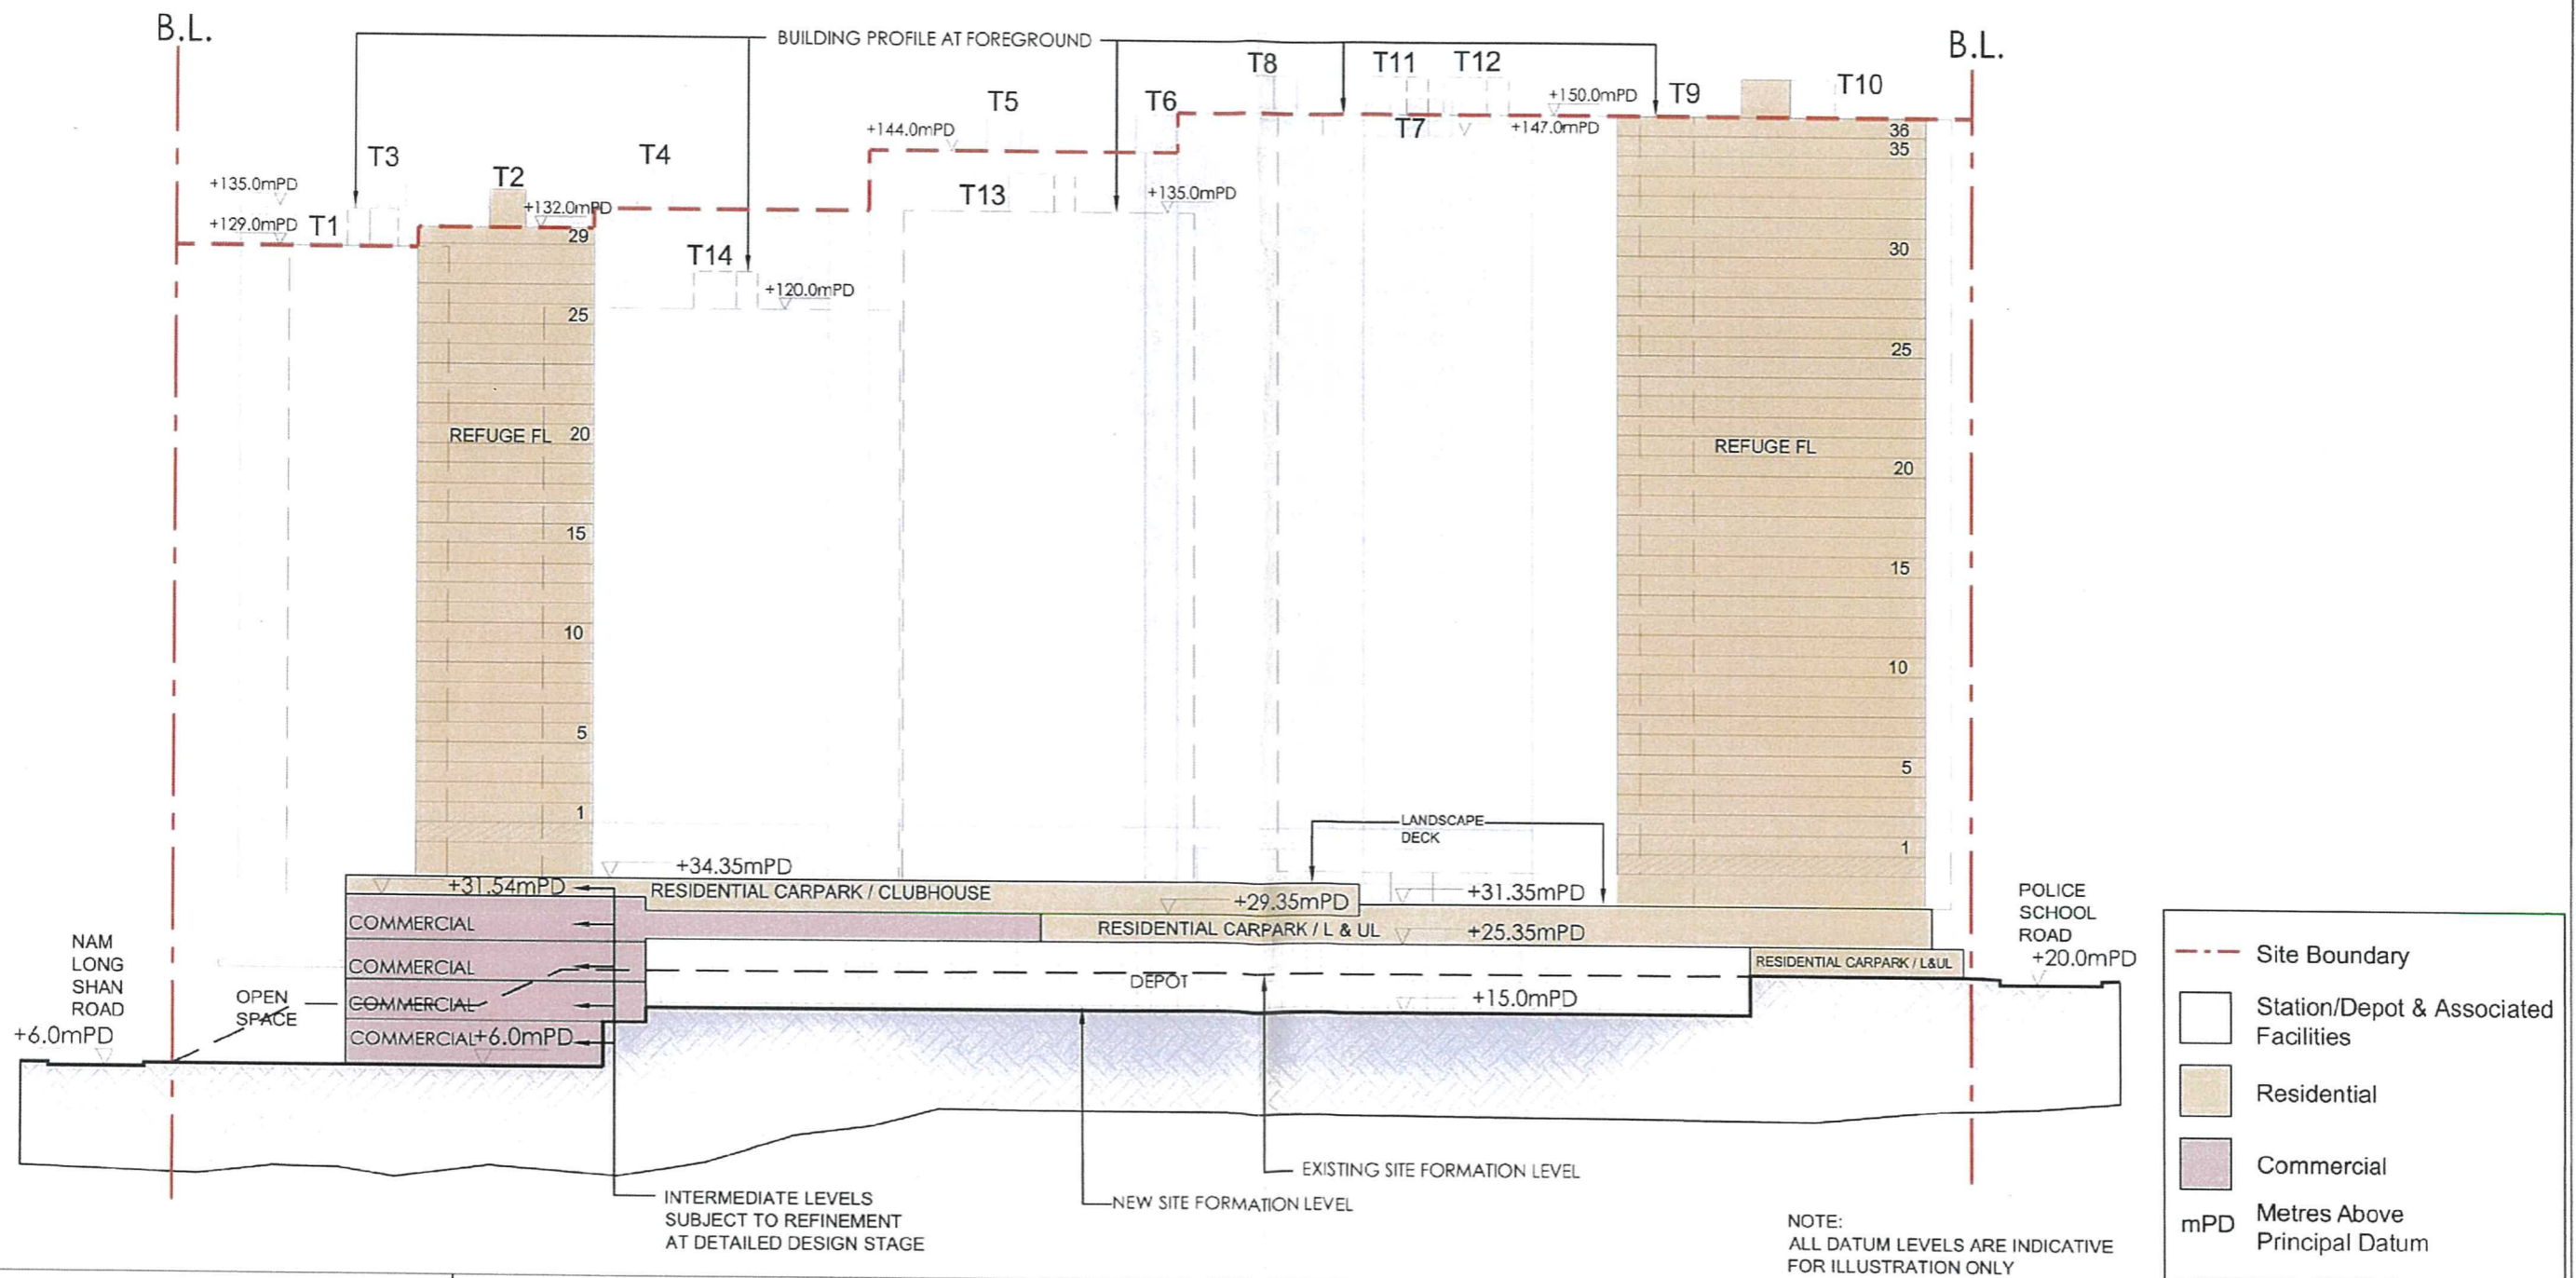 B.L.
BUILDING PROFILE AT FOREGROUND
B.L.
T8
T11
T12
T5
T6
+150.0mPD
T9
T10
+144.0mPD
T7
+147.0mPD
36
35
T3
T4
+135.0mPD
T2
T13
+135.0mPD
+132.0mPD
+129.0mPD
T1
29
30
T14
+120.0mPD
25
25
REFUGE FL
20
REFUGE FL
20
15
15
10
10
5
5
1
1
LANDSCAPE
DECK
+34.35mPD
+31.54mPD
RESIDENTIAL CARPARK / CLUBHOUSE
+31.35mPD
+29.35mPD
COMMERCIAL
RESIDENTIAL CARPARK / L & UL
+25.35mPD
POLICE
SCHOOL
ROAD
+20.0mPD
NAM
LONG
SHAN
ROAD
+6.0mPD
COMMERCIAL
RESIDENTIAL CARPARK / L&UL
DEPOT
OPEN
SPACE
COMMERCIAL
+15.0mPD
COMMERCIAL
+6.0mPD
EXISTING SITE FORMATION LEVEL
NEW SITE FORMATION LEVEL
INTERMEDIATE LEVELS
SUBJECT TO REFINEMENT
AT DETAILED DESIGN STAGE
NOTE:
ALL DATUM LEVELS ARE INDICATIVE
FOR ILLUSTRATION ONLY
Site Boundary
Station/Depot & Associated
Facilities
Residential
Commercial
mPD
Metres Above
Principal Datum